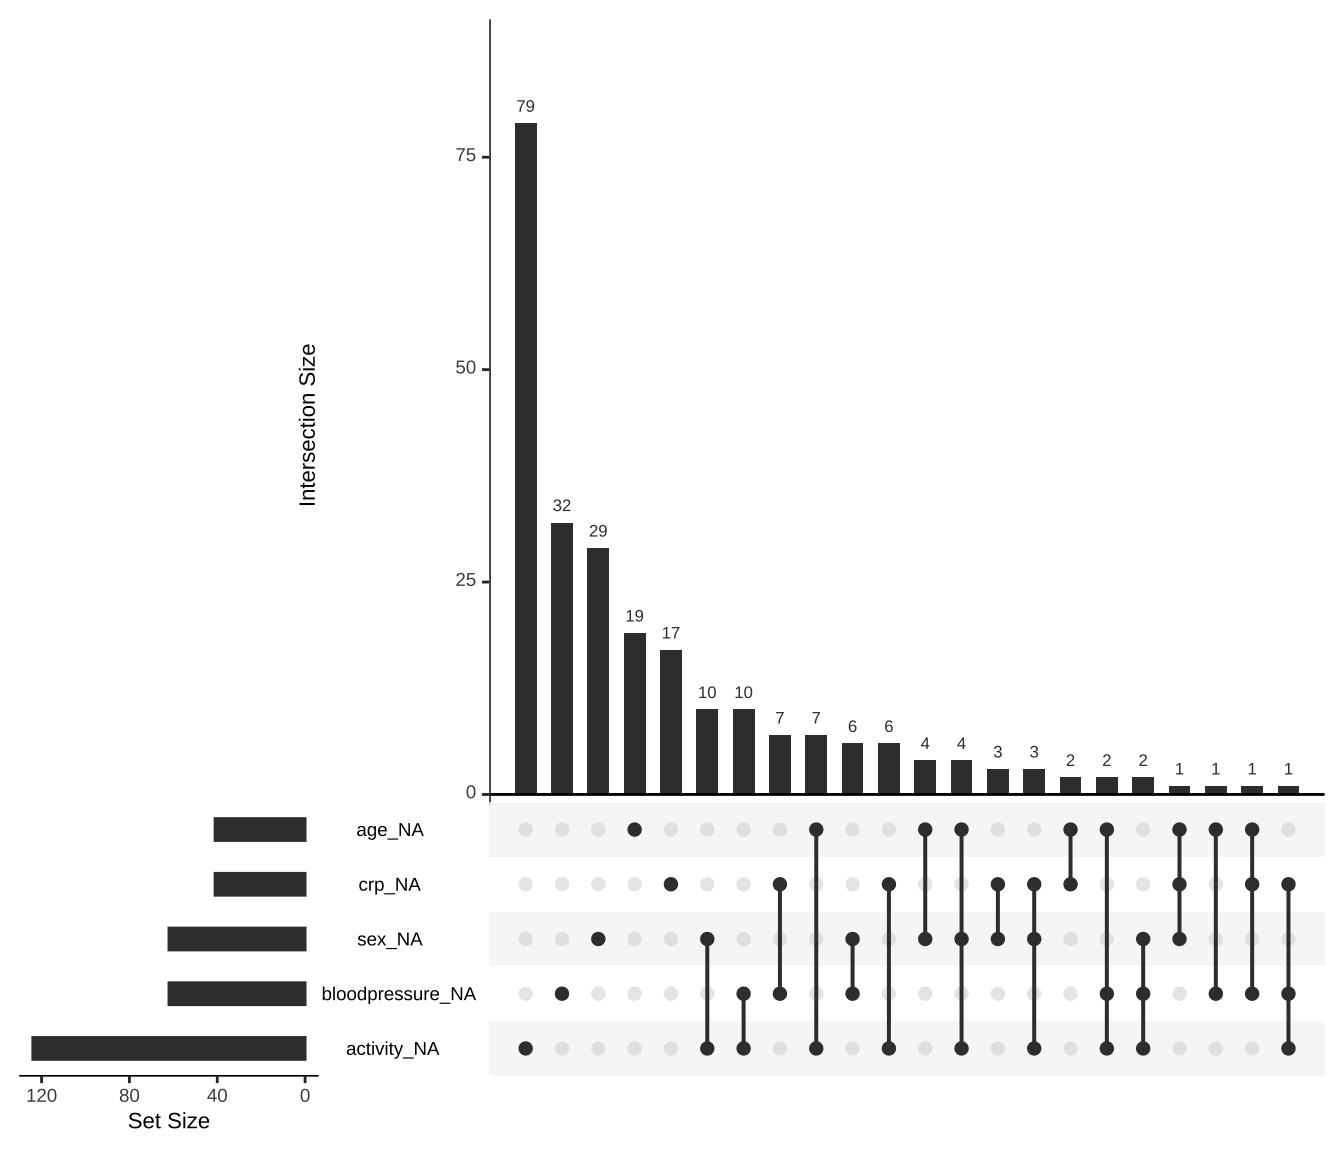 79
75
Intersection Size
50
32
29
25
19
17
10 10
7 7
6 6
4 4
3 3
2 2 2
1 1 1 1
0
age_NA
crp_NA
sex_NA
bloodpressure_NA
activity_NA
120 80 40 0
Set Size